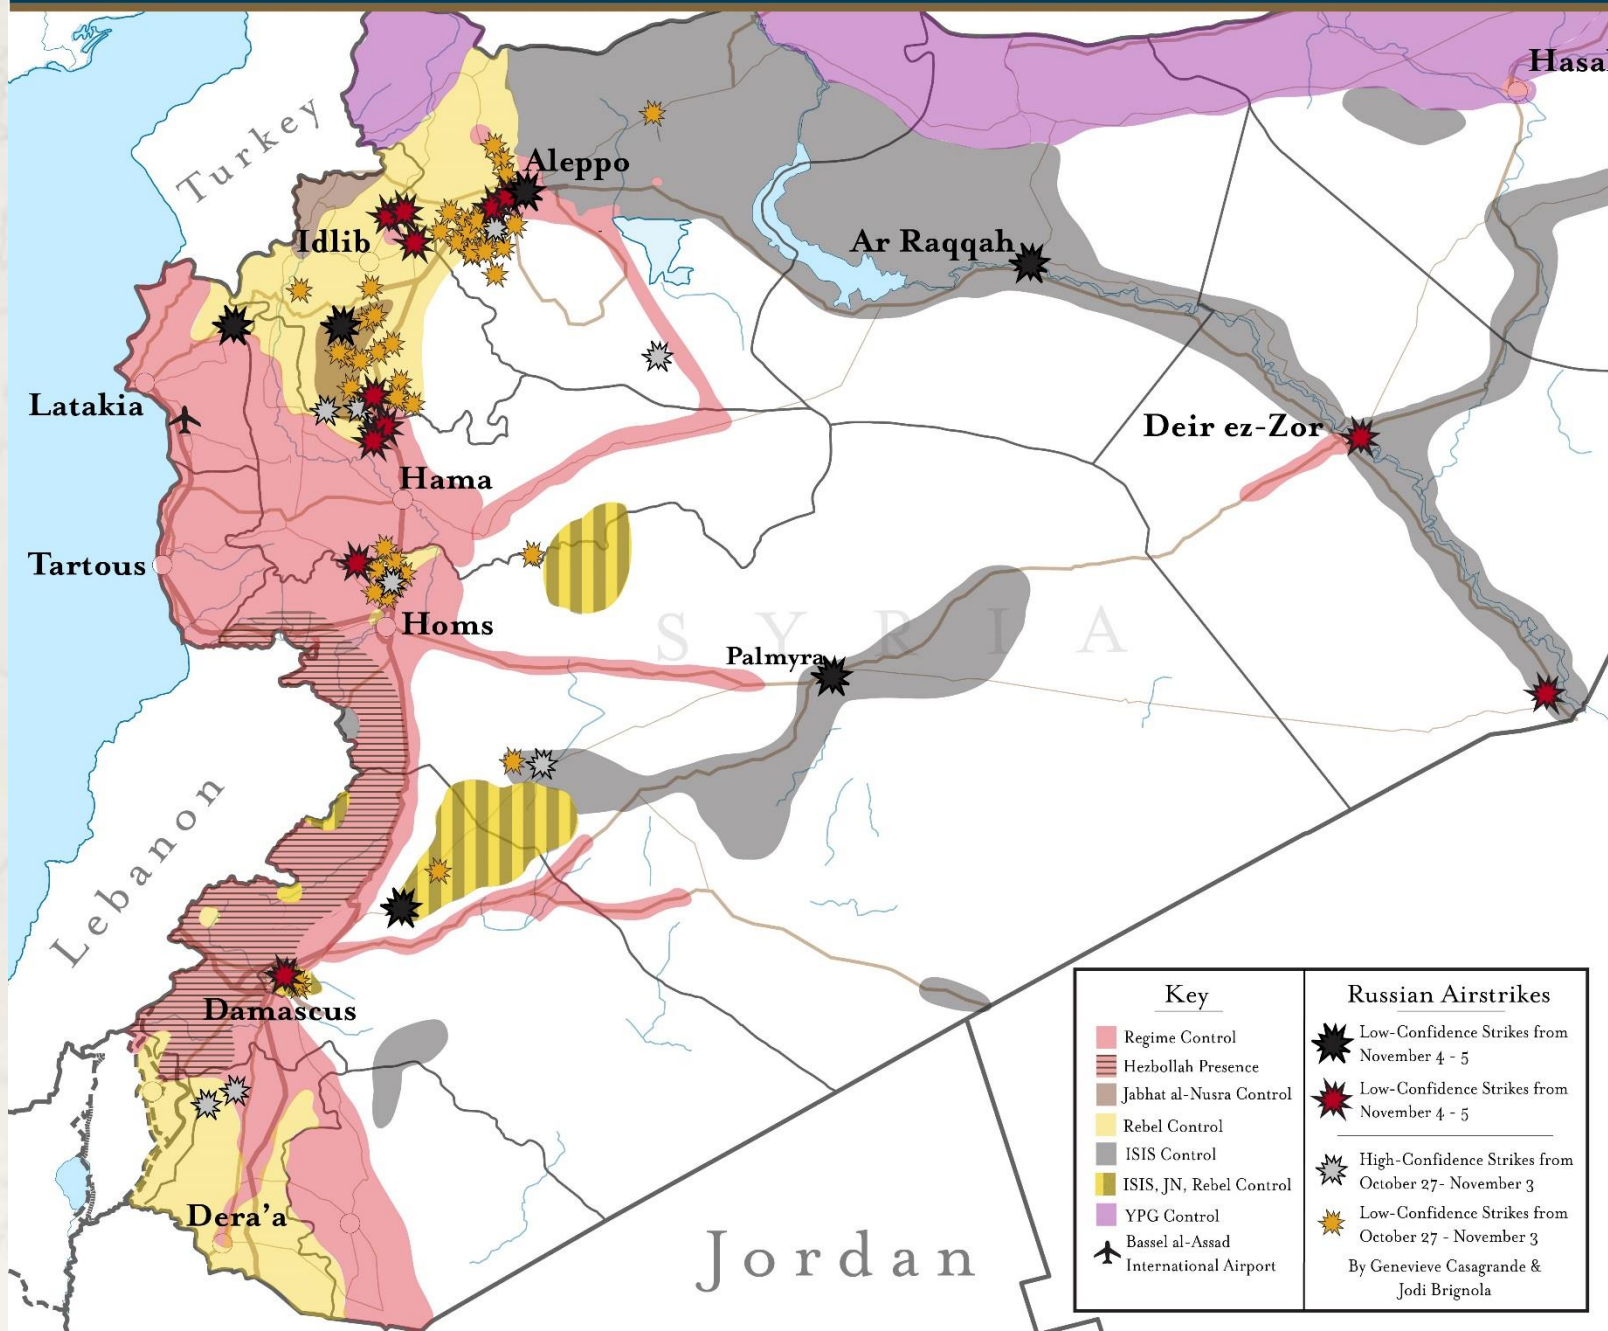 Hasa
Turkey
Aleppo
Idlib
Ar Raqqah
Latakia
Deir ez-Zor
Hama
Tartous
Homs
SYRIA
Palmyra
Lebanon
Damascus
Dera'a
Jordan
Key
Regime Control
Hezbollah Presence
Jabhat al-Nusra Control
Rebel Control
ISIS Control
ISIS, JN, Rebel Control
YPG Control
Bassel al-Assad
International Airport
Russian Airstrikes
Low-Confidence Strikes from
November 4 - 5
Low-Confidence Strikes from
November 4 - 5
High-Confidence Strikes from
October 27- November 3
Low-Confidence Strikes from
October 27 - November 3
By Genevieve Casagrande &
Jodi Brignola